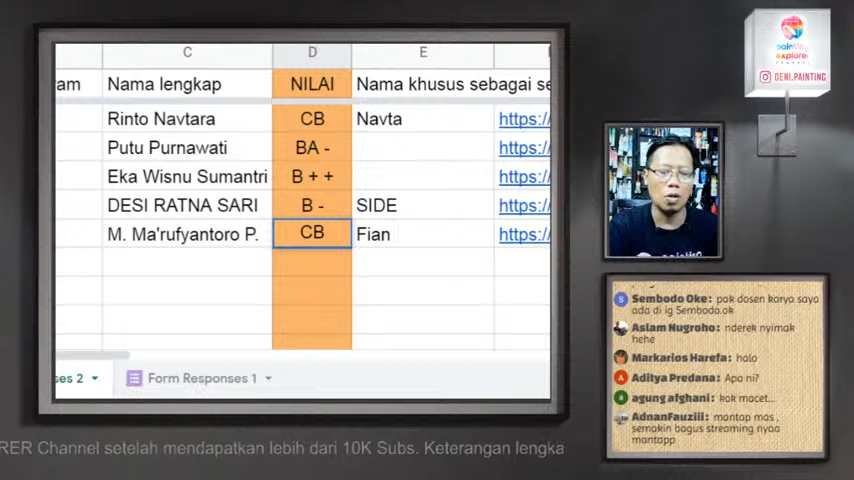 C D E
am Nama lengkap NILAI Nama khusus sebagai se
Rinto Navtara CB Navta https:/
Putu Purnawati BA - https:/
Eka Wisnu Sumantri B + + https:/
DESI RATNA SARI B - SIDE https:/
M. Ma'rufyantoro P. CB Fian https:/
ses 2 Form Responses 1
RER Channel setelah mendapatkan lebih dari 10K Subs. Keterangan lengka
painting
explorer
DENI.PAINTING
S Sembodo Oke: pak dosen karya saya
ada di ig Sembodo.ok
Aslam Nugroho: nderek nyimak
hehe
Markarios Harefa: halo
A Aditya Predana: Apa ni?
a agung afghani: kok macet...
AdnanFauziii: mantap mas ,
semakin bagus streaming nyaa
mantapp